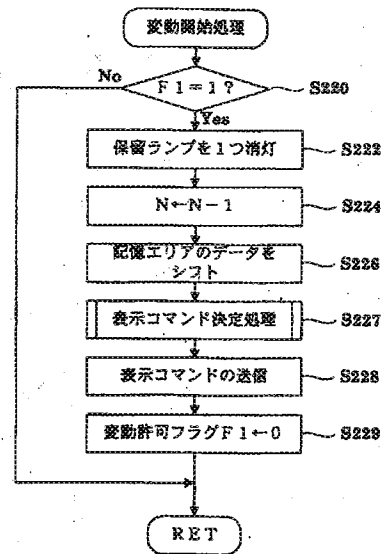 変動開始処理
No
F1=1?
S220
Yes
保留ランプを1つ消灯
S222
N←N-1
S224
記憶エリアのデータを
シフト
S226
表示コマンド決定処理
S227
表示コマンドの送信
S228
変動許可フラグF1←0
S229
RET